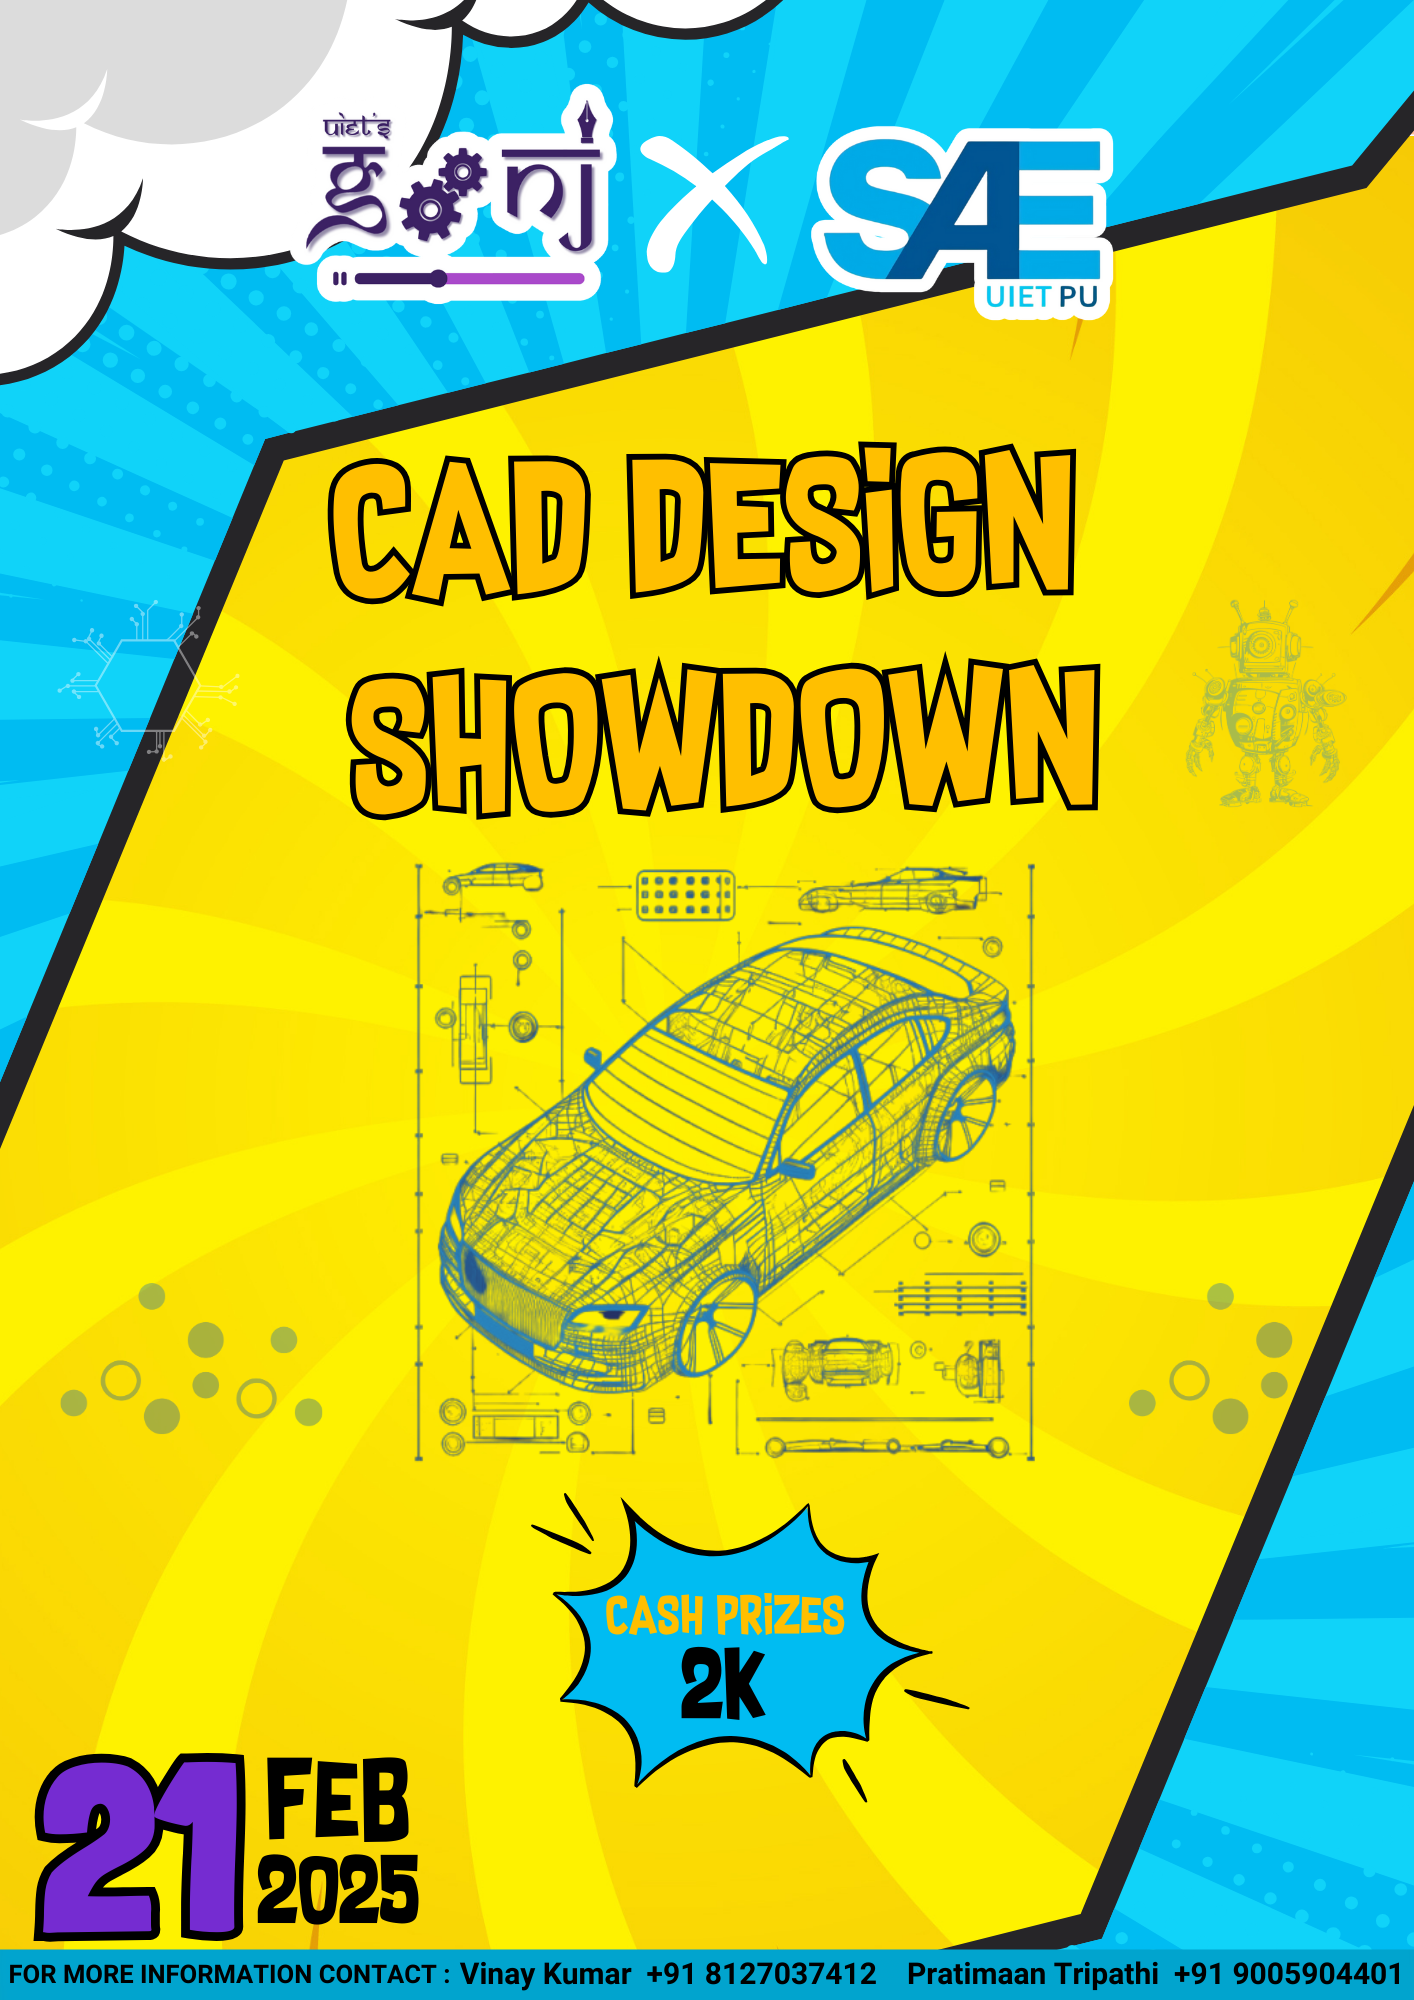 UIET's
goonj X SAE
UIET PU
CAD DESIGN
SHOWDOWN
CASH PRIZES
2K
21 FEB
2025
FOR MORE INFORMATION CONTACT : Vinay Kumar +91 8127037412 Pratimaan Tripathi +91 9005904401